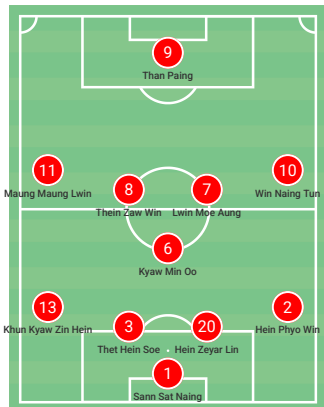 9
Than Paing
11
10
Maung Maung Lwin
Win Naing Tun
8
7
Thein Zaw Win
Lwin Moe Aung
6
Kyaw Min Oo
13
2
Khun Kyaw Zin Hein
Hein Phyo Win
3
20
Thet Hein Soe
Hein Zeyar Lin
1
Sann Sat Naing